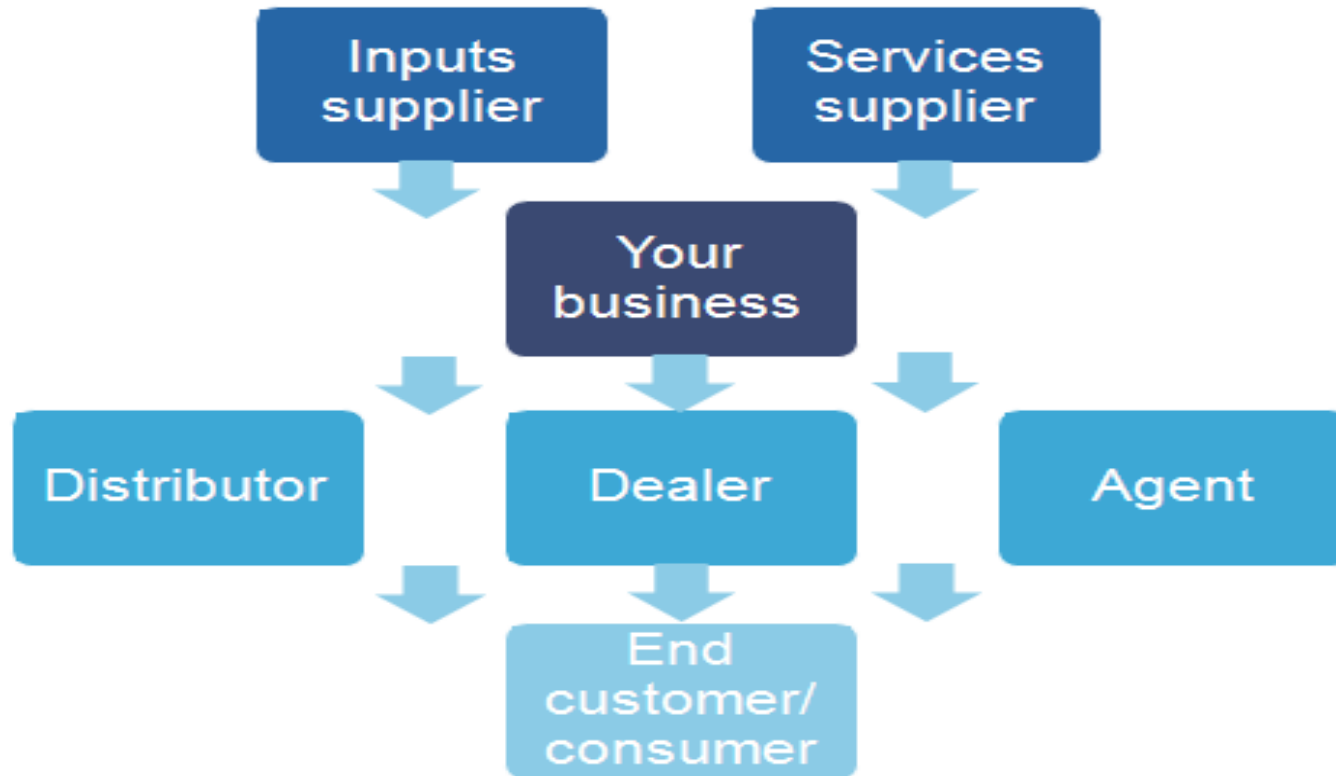 Inputs
supplier
Services
supplier
Your
business
Distributor
Dealer
Agent
End
customer/
consumer